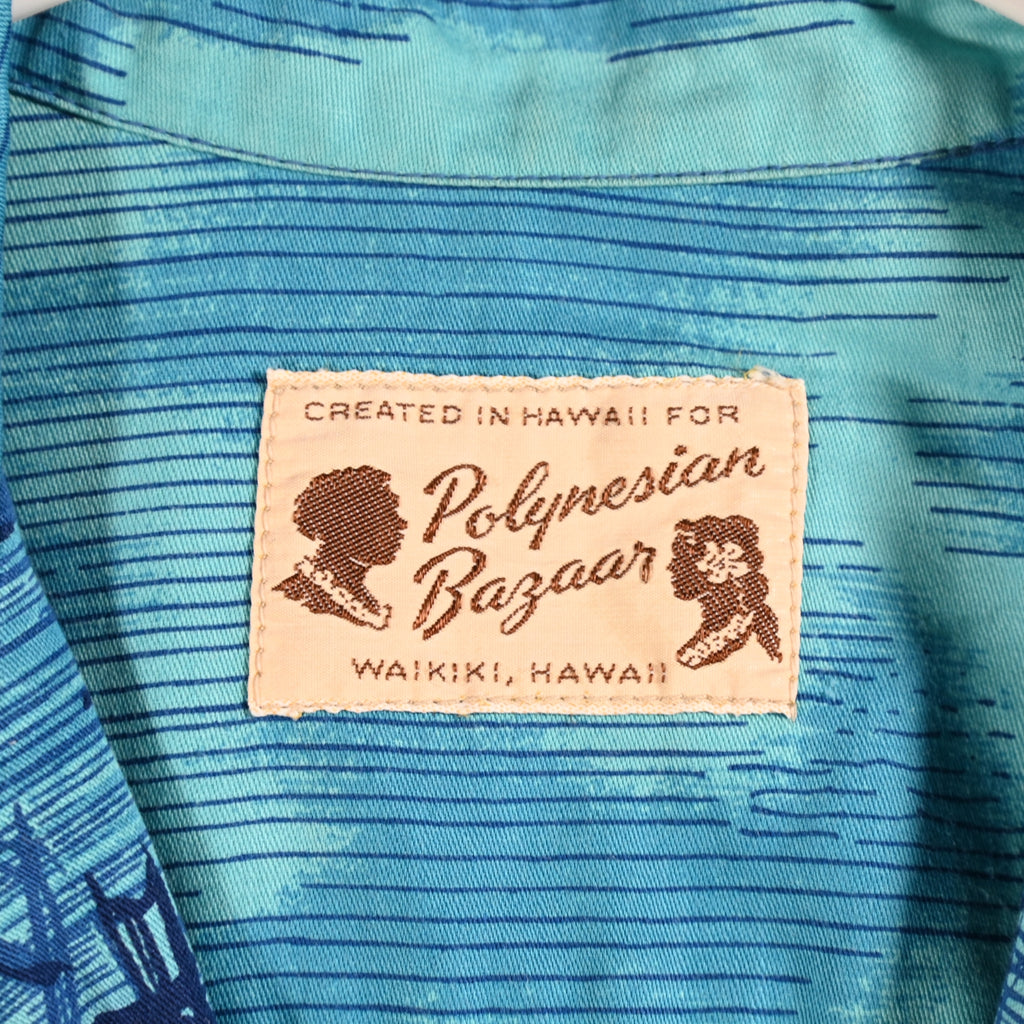 CREATED IN HAWAII FOR
Polynesian
Bazaar
WAIKIKI, HAWAII